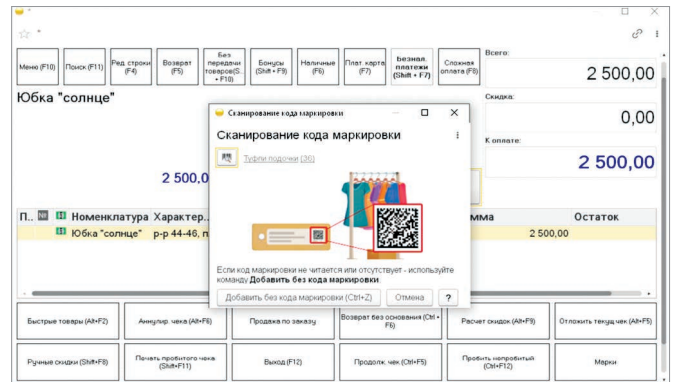 Меню (F10)
Поиск (F11)
Ред. строки
(F4)
Возврат
(F5)
Без
передачи
товаров(S...
+ F10)
Бонусы
(Shift + F9)
Наличные
(F6)
Плат. карта
(F7)
Безнал.
платежи
(Shift + F7)
Сложная
оплата (F8)
Всего:
2 500,00
Скидка:
0,00
К оплате:
2 500,00
Юбка "солнце"
2 500,0
Сканирование кода маркировки
Сканирование кода маркировки
Туфли лодочки (36)
Если код маркировки не читается или отсутствует - используйте
команду Добавить без кода маркировки.
Добавить без кода маркировки (Ctrl+Z)
Отмена
?
П.. Номенклатура Характер.. мма Остаток
Юбка "солнце" р-р 44-46, п 2 500,00
Быстрые товары (Alt+F2)
Аннулир. чека (Alt+F6)
Продажа по заказу
Возврат без основания (Ctrl +
F6)
Расчет скидок (Alt+F9)
Отложить текущ чек (Alt+F5)
Ручные скидки (Shift+F8)
Печать пробитого чека
(Shift+F11)
Выход (F12)
Продолж. чек (Ctrl+F5)
Пробить непробитый
(Ctrl+F12)
Марки